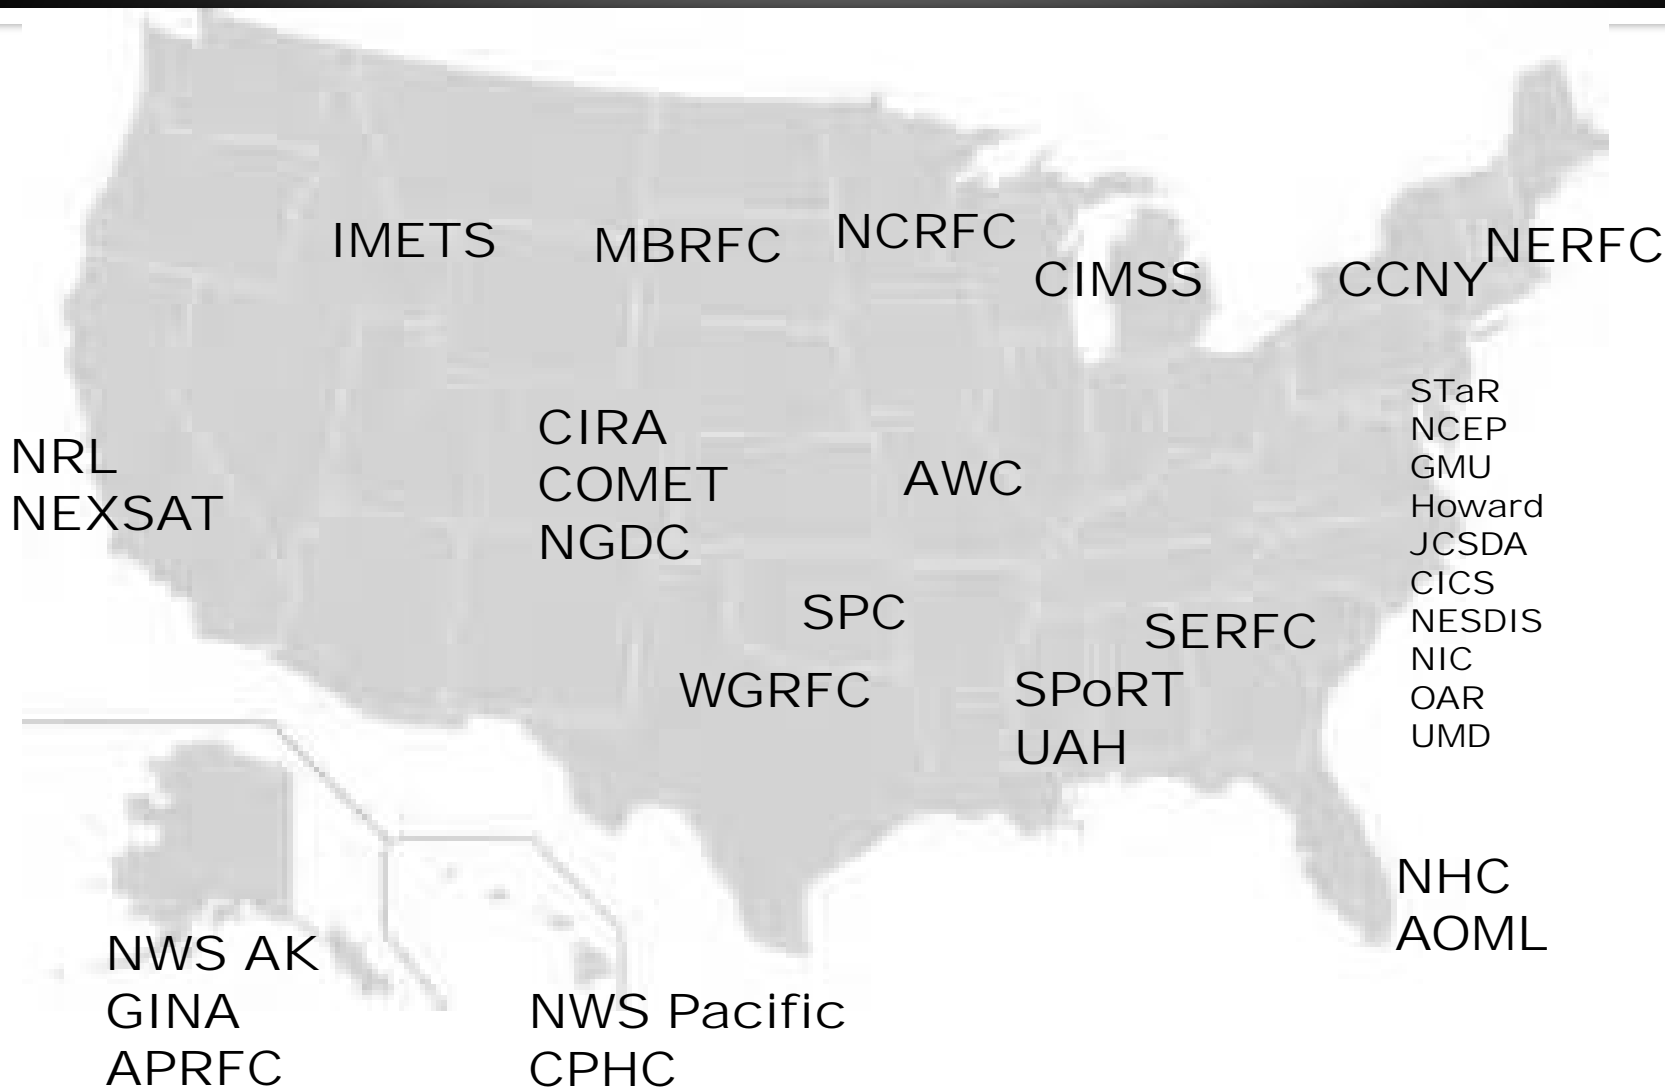 IMETS
MBRFC
NCRFC
CIMSS
CCNY
NERFC
NRL
NEXSAT
CIRA
COMET
NGDC
AWC
STaR
NCEP
GMU
Howard
JCSDA
CICS
NESDIS
NIC
OAR
UMD
SPC
SERFC
WGRFC
SPoRT
UAH
NHC
AOML
NWS AK
GINA
APRFC
NWS Pacific
CPHC